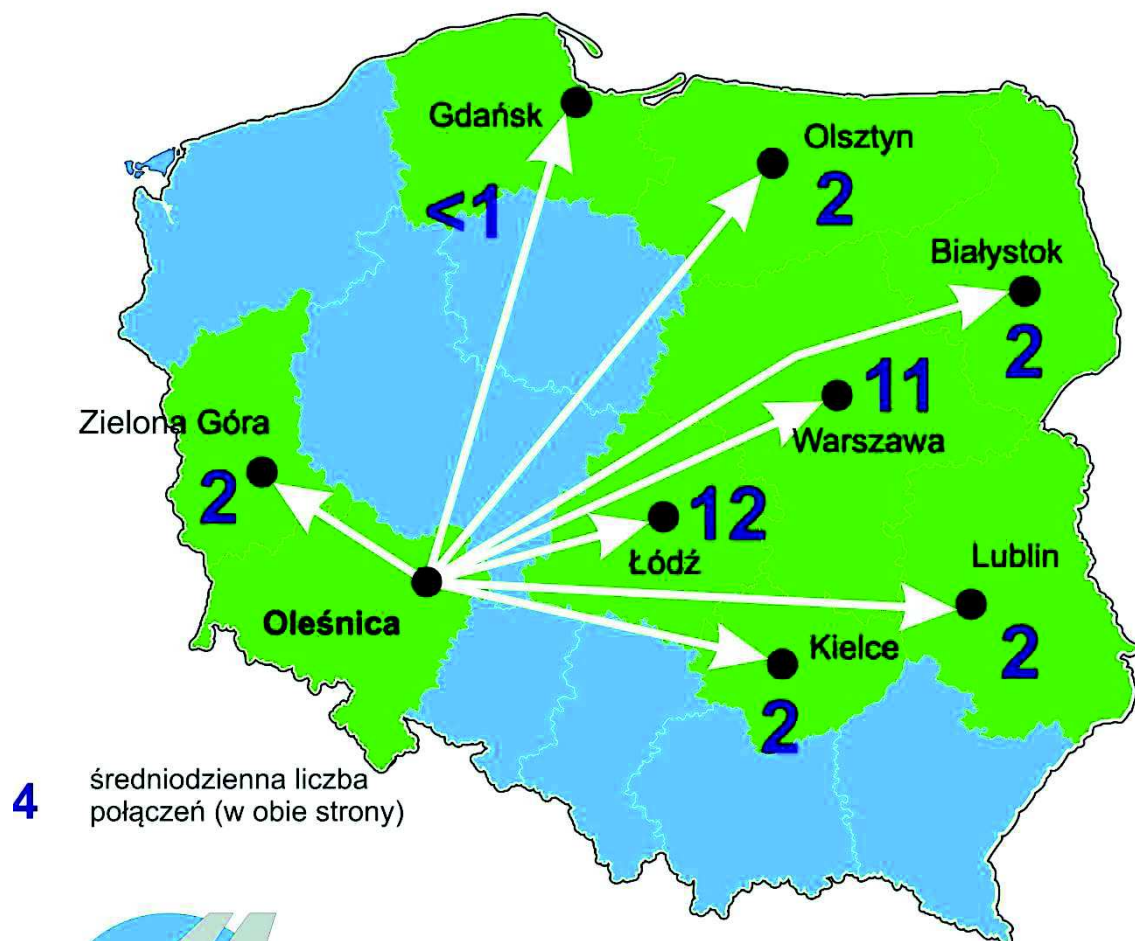 Gdańsk
<1
Olsztyn
2
Białystok
2
11
Warszawa
Zielona Góra
2
12
Łódź
Lublin
2
Oleśnica
Kielce
2
4
średniodzienna liczba
połączeń (w obie strony)